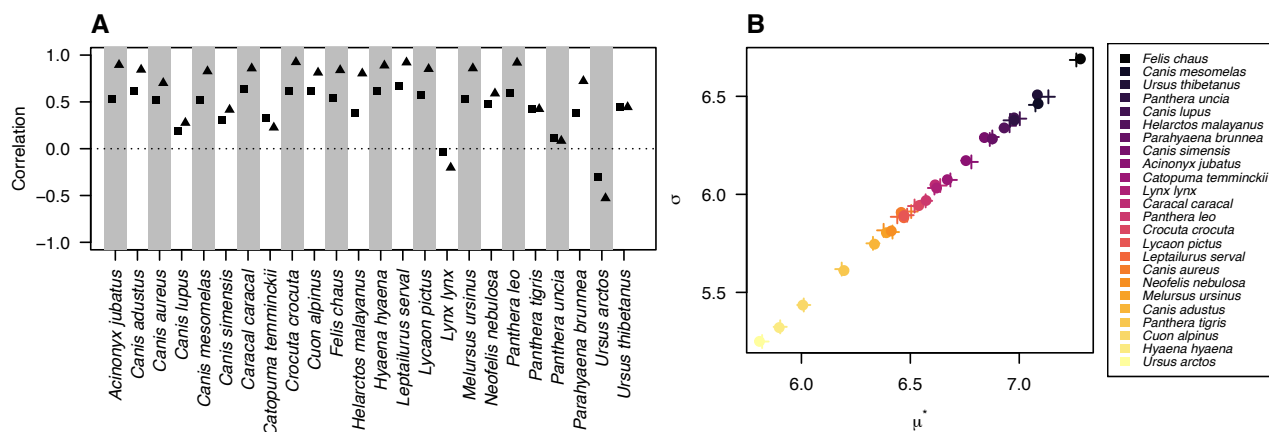 A
Correlation
1.0
0.5
0.0
−0.5
−1.0
Acinonyx jubatus
Canis adustus
Canis aureus
Canis lupus
Canis mesomelas
Canis simensis
Caracal caracal
Catopuma temminckii
Crocuta crocuta
Cuon alpinus
Felis chaus
Helarctos malayanus
Hyaena hyaena
Leptailurus serval
Lycaon pictus
Lynx lynx
Melursus ursinus
Neofelis nebulosa
Panthera leo
Panthera tigris
Panthera uncia
Parahyaena brunnea
Ursus arctos
Ursus thibetanus
B
σ
6.5
6.0
5.5
6.0
6.5
7.0
μ*
Felis chaus
Canis mesomelas
Ursus thibetanus
Panthera uncia
Canis lupus
Helarctos malayanus
Parahyaena brunnea
Canis simensis
Acinonyx jubatus
Catopuma temminckii
Lynx lynx
Caracal caracal
Panthera leo
Crocuta crocuta
Lycaon pictus
Leptailurus serval
Canis aureus
Neofelis nebulosa
Melursus ursinus
Canis adustus
Panthera tigris
Cuon alpinus
Hyaena hyaena
Ursus arctos